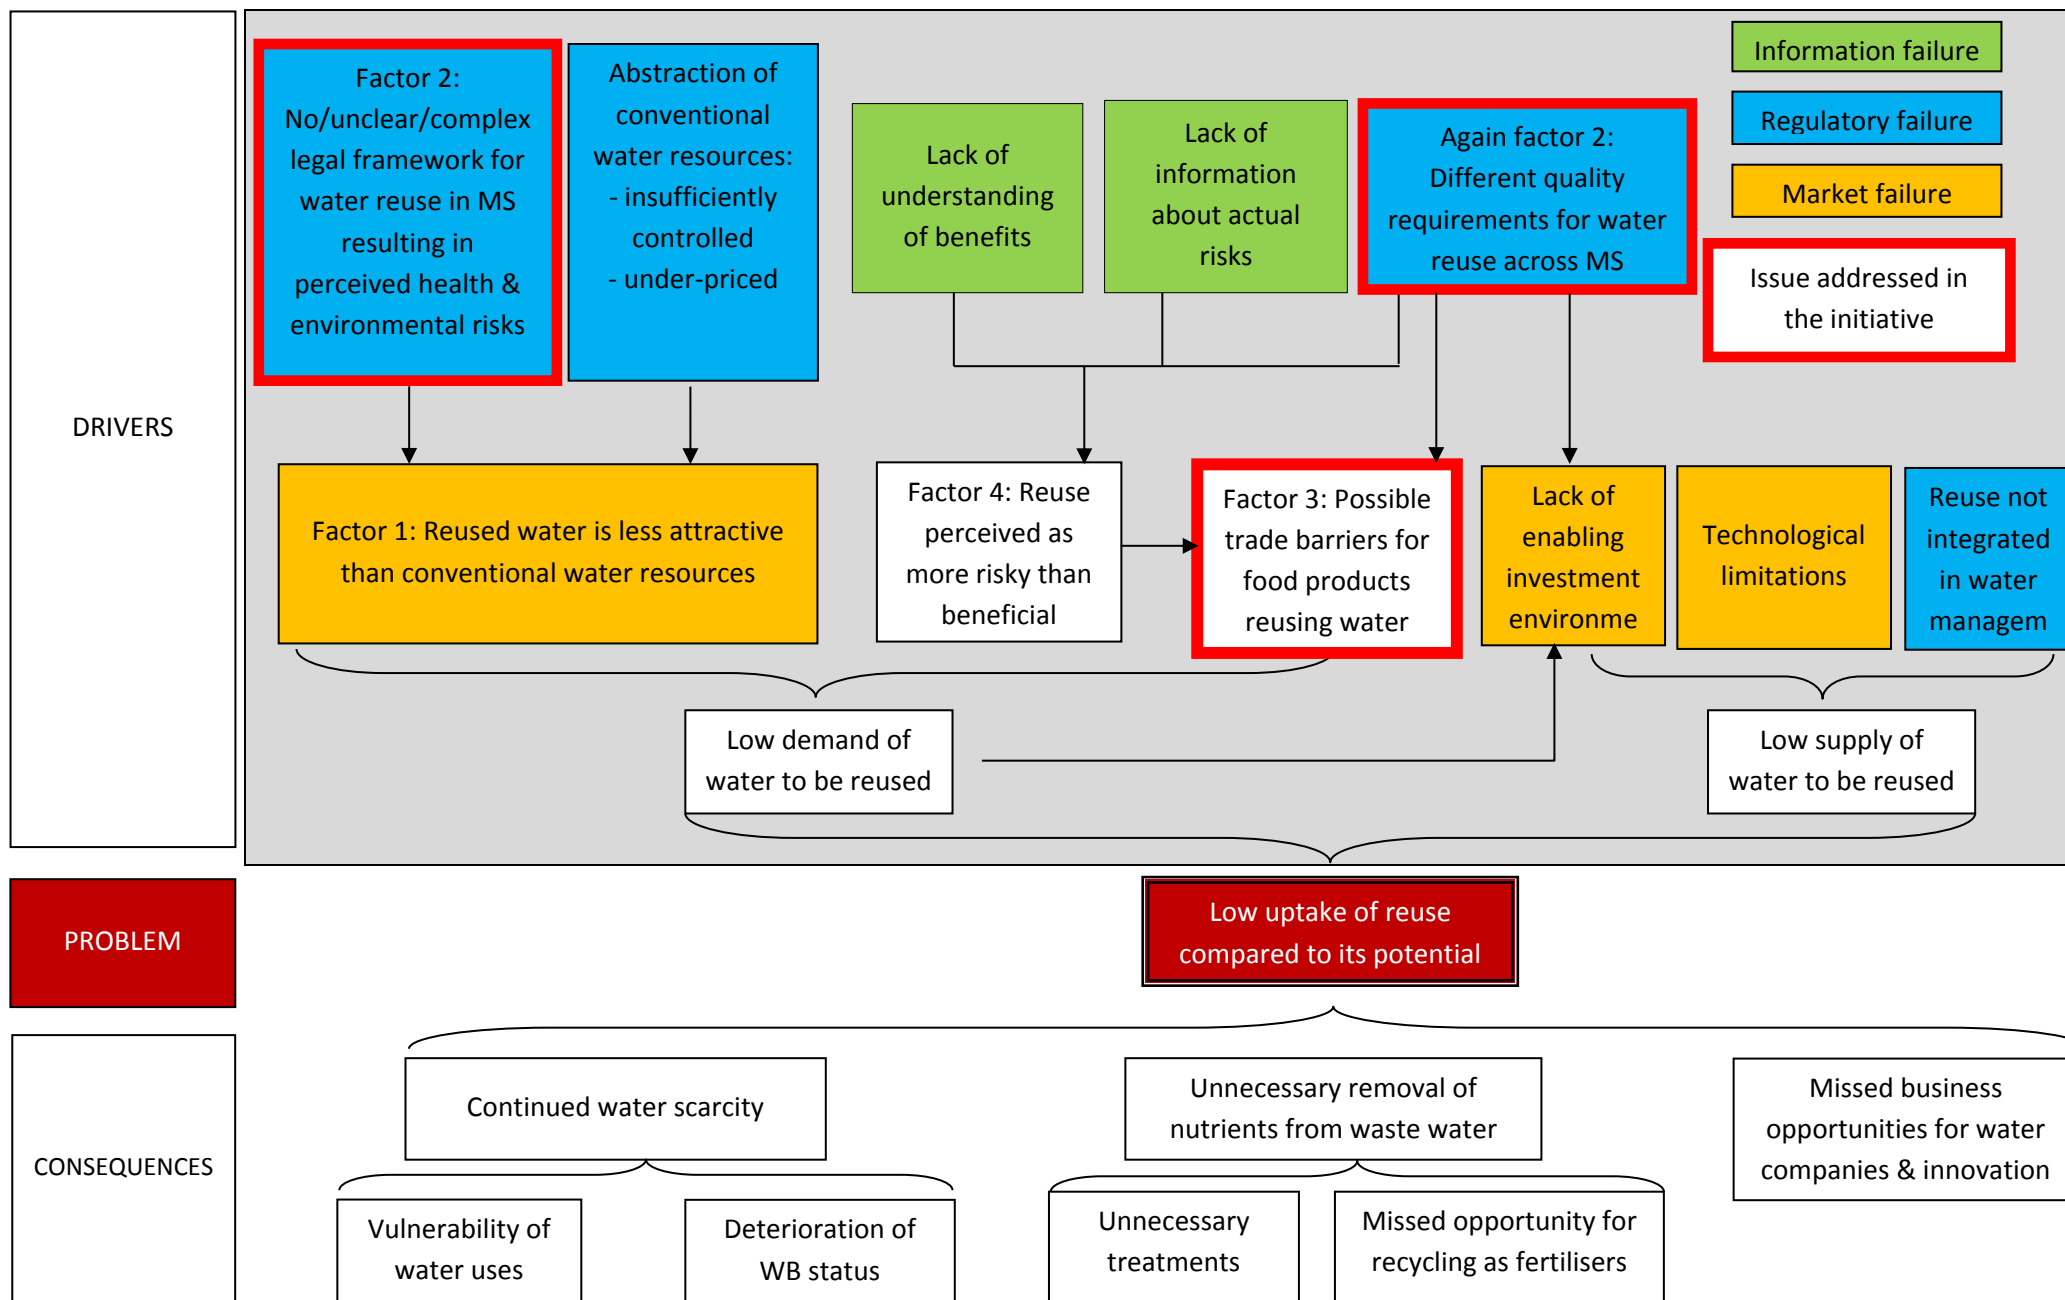 DRIVERS
Factor 2:
No/unclear/complex
legal framework for
water reuse in MS
resulting in
perceived health &
environmental risks
Abstraction of
conventional
water resources:
- insufficiently
controlled
- under-priced
Lack of
understanding
of benefits
Lack of
information
about actual
risks
Again factor 2:
Different quality
requirements for water
reuse across MS
Information failure
Regulatory failure
Market failure
Issue addressed in
the initiative
Factor 1: Reused water is less attractive
than conventional water resources
Factor 4: Reuse
perceived as
more risky than
beneficial
Factor 3: Possible
trade barriers for
food products
reusing water
Lack of
enabling
investment
environme
Technological
limitations
Reuse not
integrated
in water
managem
Low demand of
water to be reused
Low supply of
water to be reused
PROBLEM
Low uptake of reuse
compared to its potential
CONSEQUENCES
Continued water scarcity
Unnecessary removal of
nutrients from waste water
Missed business
opportunities for water
companies & innovation
Vulnerability of
water uses
Deterioration of
WB status
Unnecessary
treatments
Missed opportunity for
recycling as fertilisers